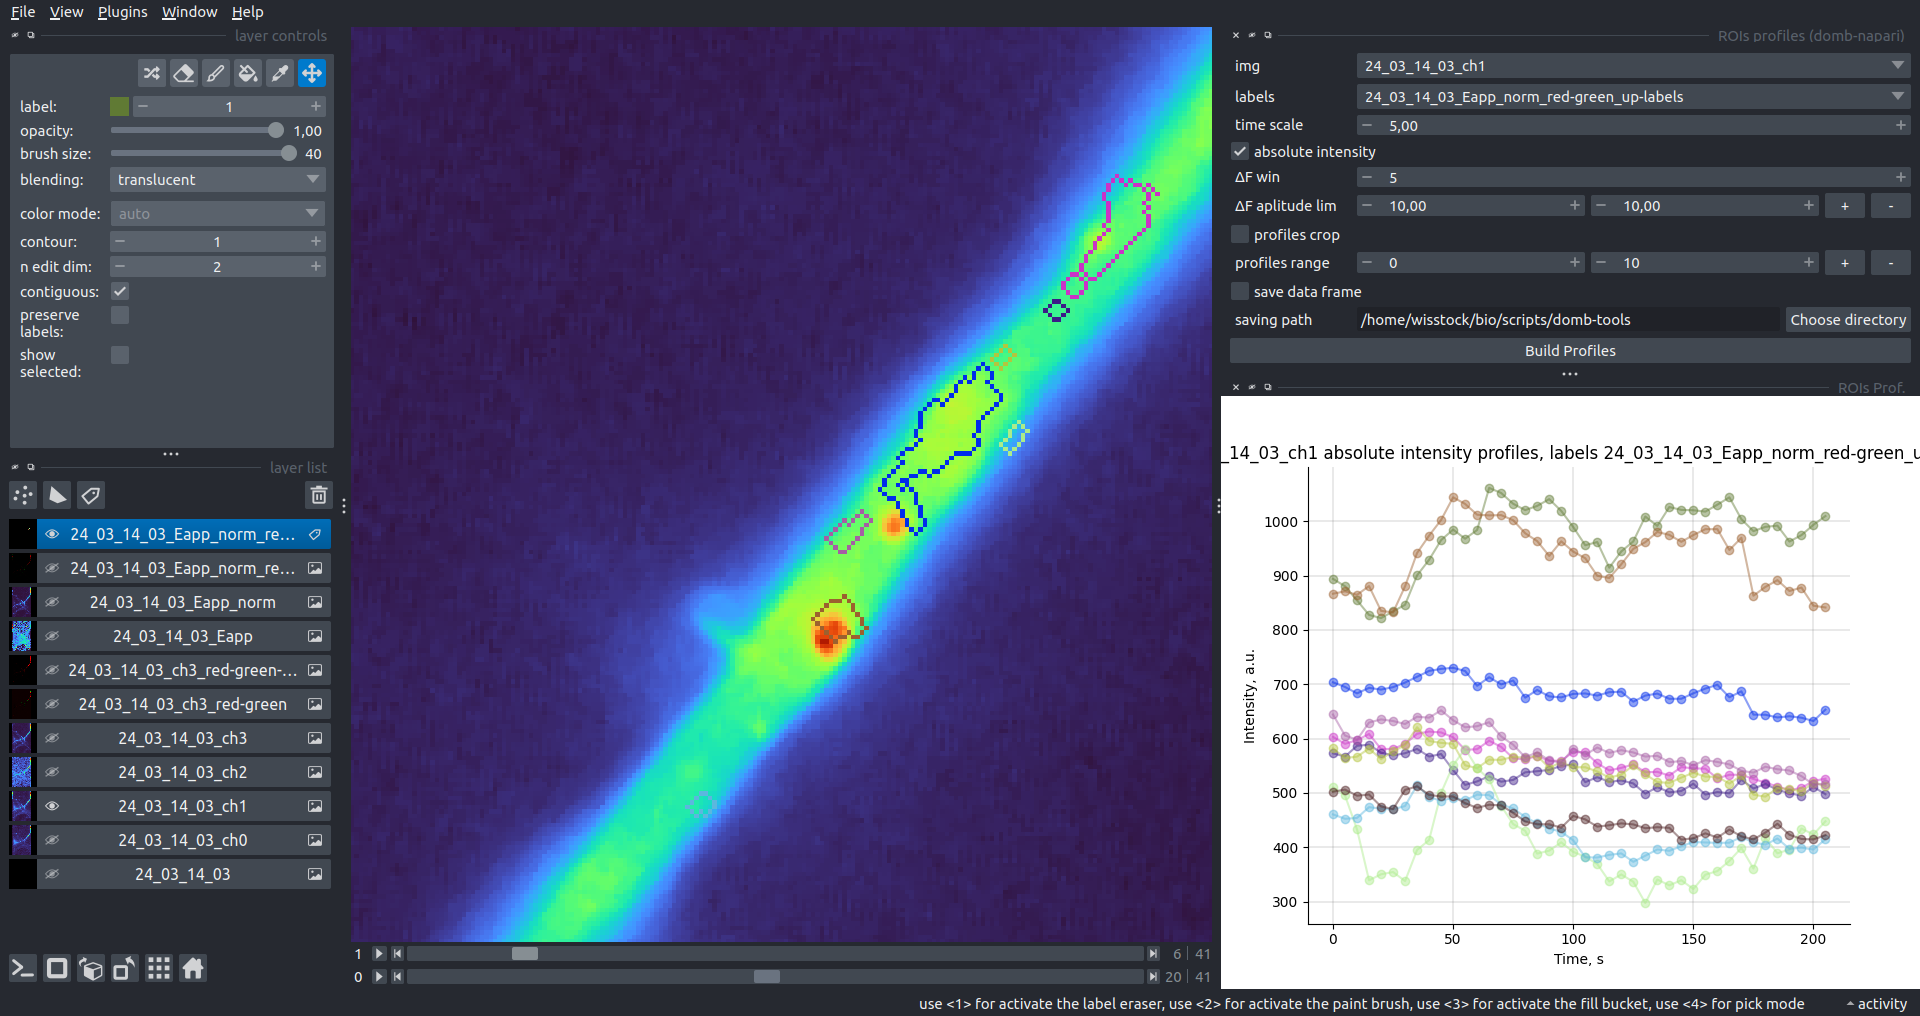 File View Plugins Window Help
layer controls
label: 1
opacity: 1,00
brush size: 40
blending: translucent
color mode: auto
contour: 1
n edit dim: 2
contiguous:
preserve
labels:
show
selected:
layer list
24_03_14_03_Eapp_norm_re...
24_03_14_03_Eapp_norm_re...
24_03_14_03_Eapp_norm
24_03_14_03_Eapp
24_03_14_03_ch3_red-green-...
24_03_14_03_ch3_red-green
24_03_14_03_ch3
24_03_14_03_ch2
24_03_14_03_ch1
24_03_14_03_ch0
24_03_14_03
1 6 | 41
0 20 | 41
ROIs profiles (domb-napari)
img 24_03_14_03_ch1
labels 24_03_14_03_Eapp_norm_red-green_up-labels
time scale 5,00
absolute intensity
ΔF win 5
ΔF aplitude lim 10,00 10,00 + -
profiles crop
profiles range 0 10 + -
save data frame
saving path /home/wisstock/bio/scripts/domb-tools Choose directory
Build Profiles
ROIs Prof.
_14_03_ch1 absolute intensity profiles, labels 24_03_14_03_Eapp_norm_red-green_u
1000
900
800
700
600
500
400
300
Intensity, a.u.
0 50 100 150 200
Time, s
use <1> for activate the label eraser, use <2> for activate the paint brush, use <3> for activate the fill bucket, use <4> for pick mode
activity